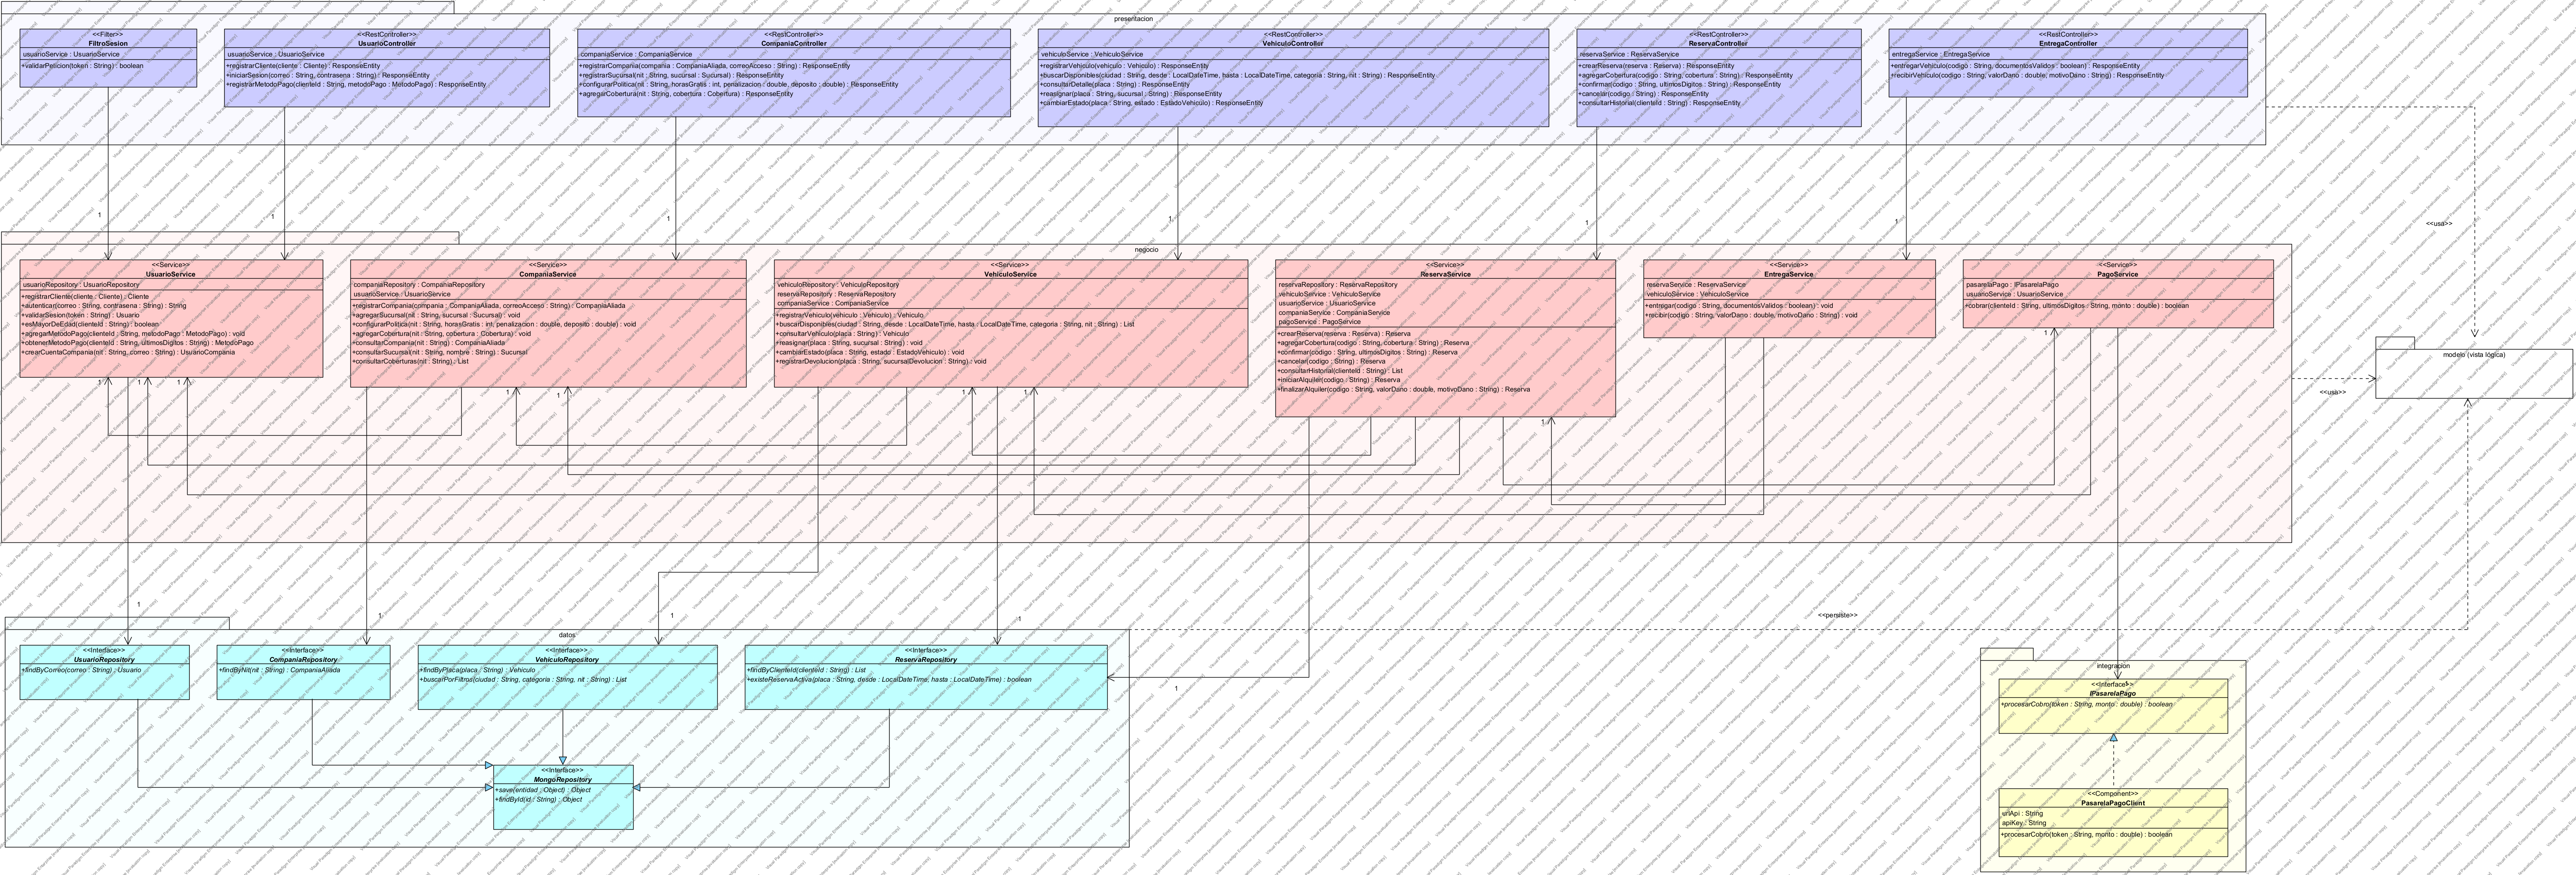 presentacion
<<Filter>>
FiltroSesion
usuarioService : UsuarioService
+validarPeticion(token : String) : boolean
<<RestController>>
UsuarioController
usuarioService : UsuarioService
+registrarCliente(cliente : Cliente) : ResponseEntity
+iniciarSesion(correo : String, contrasena : String) : ResponseEntity
+registrarMetodoPago(clienteId : String, metodoPago : MetodoPago) : ResponseEntity
<<RestController>>
CompaniaController
companiaService : CompaniaService
+registrarCompania(compania : CompaniaAliada, correoAcceso : String) : ResponseEntity
+registrarSucursal(nit : String, sucursal : Sucursal) : ResponseEntity
+configurarPolitica(nit : String, horasGratis : int, penalizacion : double, deposito : double) : ResponseEntity
+agregarCobertura(nit : String, cobertura : Cobertura) : ResponseEntity
<<RestController>>
VehiculoController
vehiculoService : VehiculoService
+registrarVehiculo(vehiculo : Vehiculo) : ResponseEntity
+buscarDisponibles(ciudad : String, desde : LocalDateTime, hasta : LocalDateTime, categoria : String, nit : String) : ResponseEntity
+consultarDetalle(placa : String) : ResponseEntity
+reasignar(placa : String, sucursal : String) : ResponseEntity
+cambiarEstado(placa : String, estado : EstadoVehiculo) : ResponseEntity
<<RestController>>
ReservaController
reservaService : ReservaService
+crearReserva(reserva : Reserva) : ResponseEntity
+agregarCobertura(codigo : String, cobertura : String) : ResponseEntity
+confirmar(codigo : String, ultimosDigitos : String) : ResponseEntity
+cancelar(codigo : String) : ResponseEntity
+consultarHistorial(clienteId : String) : ResponseEntity
<<RestController>>
EntregaController
entregaService : EntregaService
+entregarVehiculo(codigo : String, documentosValidos : boolean) : ResponseEntity
+recibirVehiculo(codigo : String, valorDano : double, motivoDano : String) : ResponseEntity
1
1
1
1
1
1
<<usa>>
negocio
<<Service>>
UsuarioService
usuarioRepository : UsuarioRepository
+registrarCliente(cliente : Cliente) : Cliente
+autenticar(correo : String, contrasena : String) : String
+validarSesion(token : String) : Usuario
+esMayorDeEdad(clienteId : String) : boolean
+agregarMetodoPago(clienteId : String, metodoPago : MetodoPago) : void
+obtenerMetodoPago(clienteId : String, ultimosDigitos : String) : MetodoPago
+crearCuentaCompania(nit : String, correo : String) : UsuarioCompania
<<Service>>
CompaniaService
companiaRepository : CompaniaRepository
usuarioService : UsuarioService
+registrarCompania(compania : CompaniaAliada, correoAcceso : String) : CompaniaAliada
+agregarSucursal(nit : String, sucursal : Sucursal) : void
+configurarPolitica(nit : String, horasGratis : int, penalizacion : double, deposito : double) : void
+agregarCobertura(nit : String, cobertura : Cobertura) : void
+consultarCompania(nit : String) : CompaniaAliada
+consultarSucursal(nit : String, nombre : String) : Sucursal
+consultarCoberturas(nit : String) : List
<<Service>>
VehiculoService
vehiculoRepository : VehiculoRepository
reservaRepository : ReservaRepository
companiaService : CompaniaService
+registrarVehiculo(vehiculo : Vehiculo) : Vehiculo
+buscarDisponibles(ciudad : String, desde : LocalDateTime, hasta : LocalDateTime, categoria : String, nit : String) : List
+consultarVehiculo(placa : String) : Vehiculo
+reasignar(placa : String, sucursal : String) : void
+cambiarEstado(placa : String, estado : EstadoVehiculo) : void
+registrarDevolucion(placa : String, sucursalDevolucion : String) : void
<<Service>>
ReservaService
reservaRepository : ReservaRepository
vehiculoService : VehiculoService
usuarioService : UsuarioService
companiaService : CompaniaService
pagoService : PagoService
+crearReserva(reserva : Reserva) : Reserva
+agregarCobertura(codigo : String, cobertura : String) : Reserva
+confirmar(codigo : String, ultimosDigitos : String) : Reserva
+cancelar(codigo : String) : Reserva
+consultarHistorial(clienteId : String) : List
+iniciarAlquiler(codigo : String) : Reserva
+finalizarAlquiler(codigo : String, valorDano : double, motivoDano : String) : Reserva
<<Service>>
EntregaService
reservaService : ReservaService
vehiculoService : VehiculoService
+entregar(codigo : String, documentosValidos : boolean) : void
+recibir(codigo : String, valorDano : double, motivoDano : String) : void
<<Service>>
PagoService
pasarelaPago : IPasarelaPago
usuarioService : UsuarioService
+cobrar(clienteId : String, ultimosDigitos : String, monto : double) : boolean
modelo (vista lógica)
<<usa>>
1
1
1
1
1
1
1
1
1
1
1
1
1
1
<<persiste>>
datos
<<Interface>>
UsuarioRepository
+findByCorreo(correo : String) : Usuario
<<Interface>>
CompaniaRepository
+findByNit(nit : String) : CompaniaAliada
<<Interface>>
VehiculoRepository
+findByPlaca(placa : String) : Vehiculo
+buscarPorFiltros(ciudad : String, categoria : String, nit : String) : List
<<Interface>>
ReservaRepository
+findByClienteId(clienteId : String) : List
+existeReservaActiva(placa : String, desde : LocalDateTime, hasta : LocalDateTime) : boolean
<<Interface>>
MongoRepository
+save(entidad : Object) : Object
+findById(id : String) : Object
integracion
<<Interface>>
IPasarelaPago
+procesarCobro(token : String, monto : double) : boolean
<<Component>>
PasarelaPagoClient
urlApi : String
apiKey : String
+procesarCobro(token : String, monto : double) : boolean